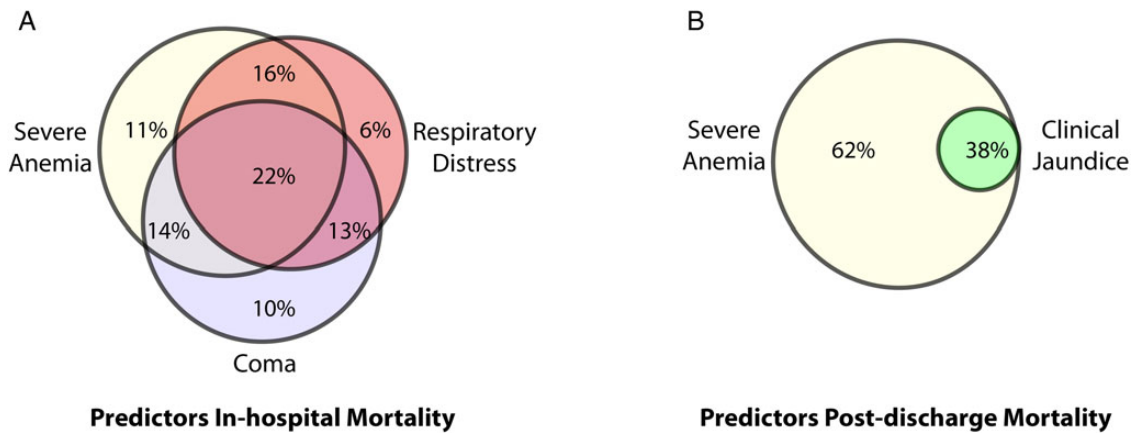 A
Severe
Anemia
11%
16%
6%
Respiratory
Distress
22%
14%
13%
10%
Coma
Predictors In-hospital Mortality
B
Severe
Anemia
62%
38%
Clinical
Jaundice
Predictors Post-discharge Mortality